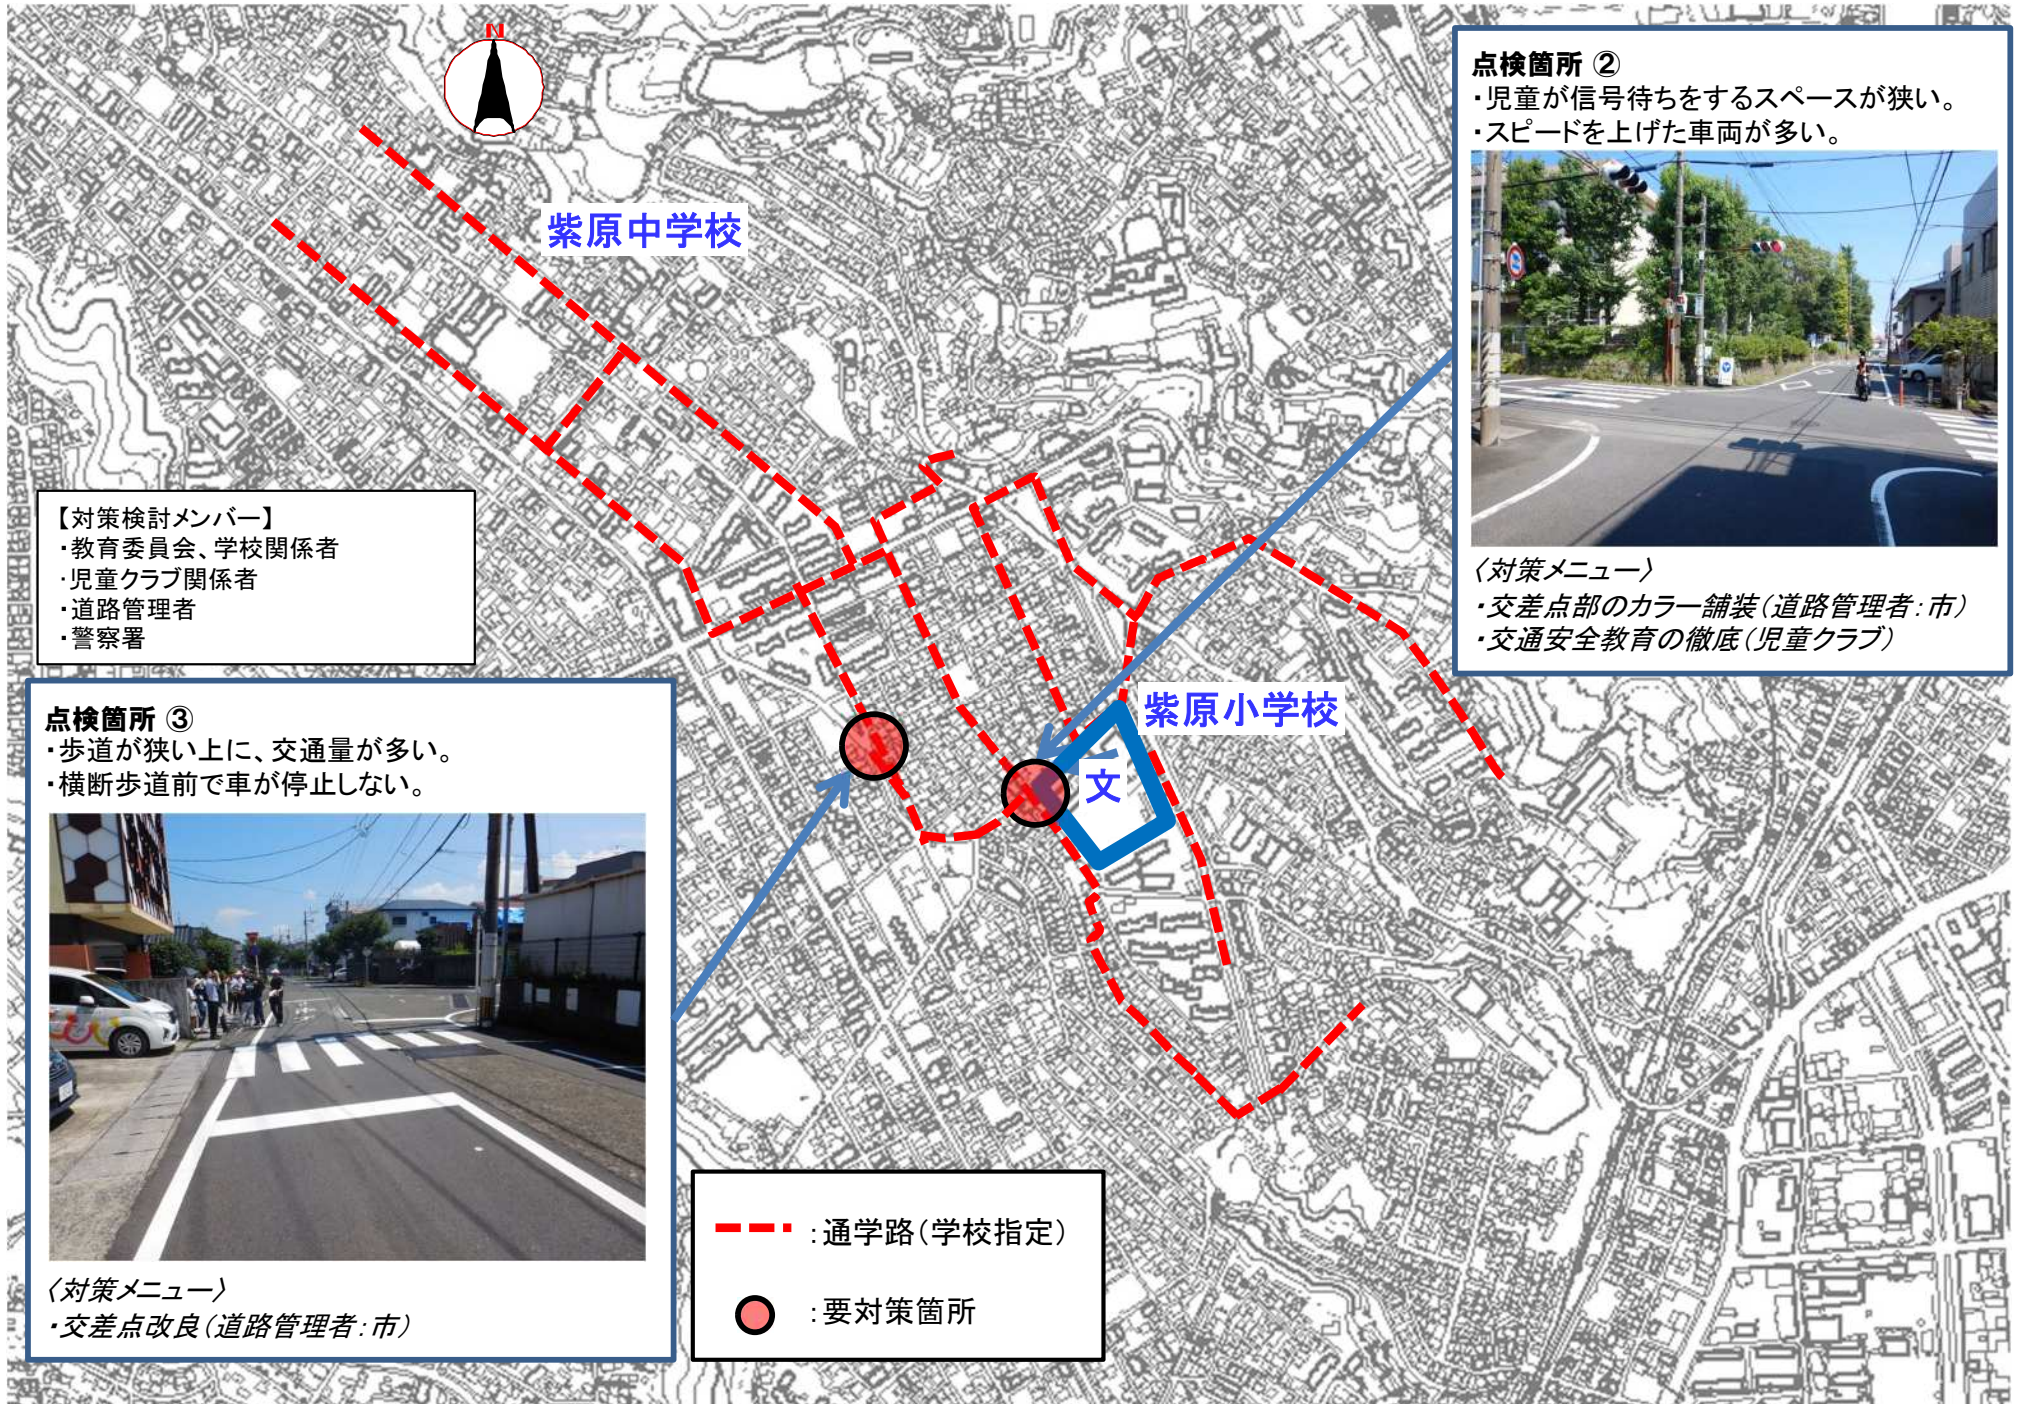 N
点検箇所 ②
・児童が信号待ちをするスペースが狭い。
・スピードを上げた車両が多い。
〈対策メニュー〉
・交差点部のカラー舗装(道路管理者:市)
・交通安全教育の徹底(児童クラブ)
紫原中学校
【対策検討メンバー】
・教育委員会、学校関係者
・児童クラブ関係者
・道路管理者
・警察署
紫原小学校
文
点検箇所 ③
・歩道が狭い上に、交通量が多い。
・横断歩道前で車が停止しない。
〈対策メニュー〉
・交差点改良(道路管理者:市)
:通学路(学校指定)
:要対策箇所